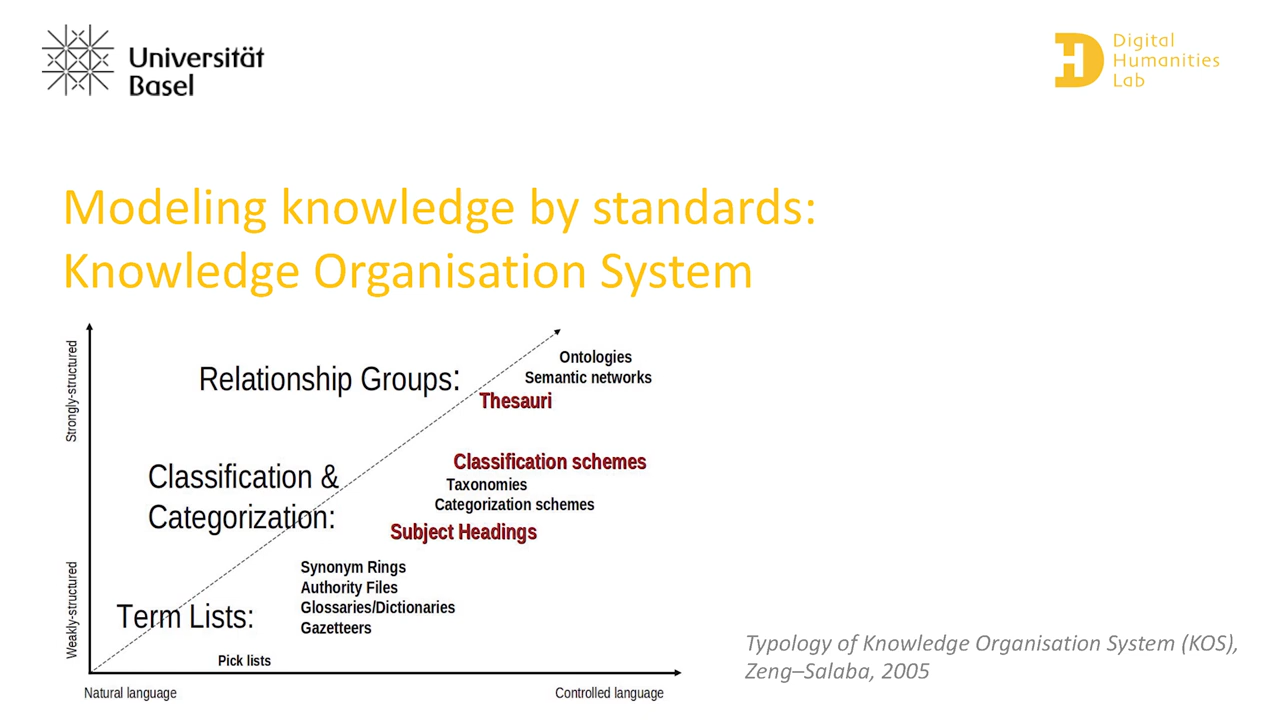 Universität
Basel
Digital
Humanities
Lab
Modeling knowledge by standards:
Knowledge Organisation System
Strongly-structured
Weakly-structured
Relationship Groups:
Ontologies
Semantic networks
Thesauri
Classification &
Categorization:
Classification schemes
Taxonomies
Categorization schemes
Subject Headings
Term Lists:
Synonym Rings
Authority Files
Glossaries/Dictionaries
Gazetteers
Pick lists
Natural language
Controlled language
Typology of Knowledge Organisation System (KOS),
Zeng–Salaba, 2005